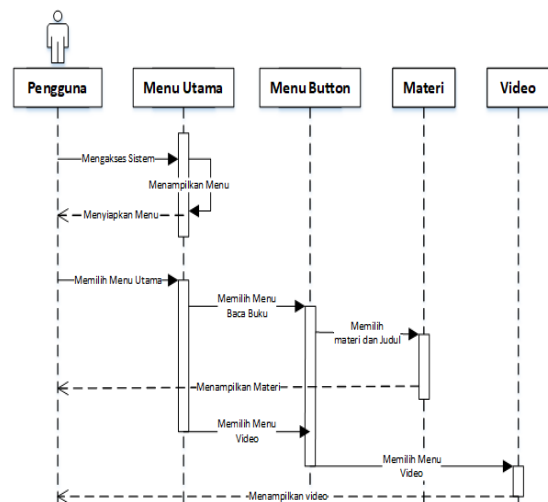 Pengguna
Menu Utama
Menu Button
Materi
Video
Mengakses Sistem
Menampilkan Menu
Menyiapkan Menu
Memilih Menu Utama
Memilih Menu
Baca Buku
Memilih
materi dan Judul
Menampilkan Materi
Memilih Menu
Video
Memilih Menu
Video
Menampilkan video